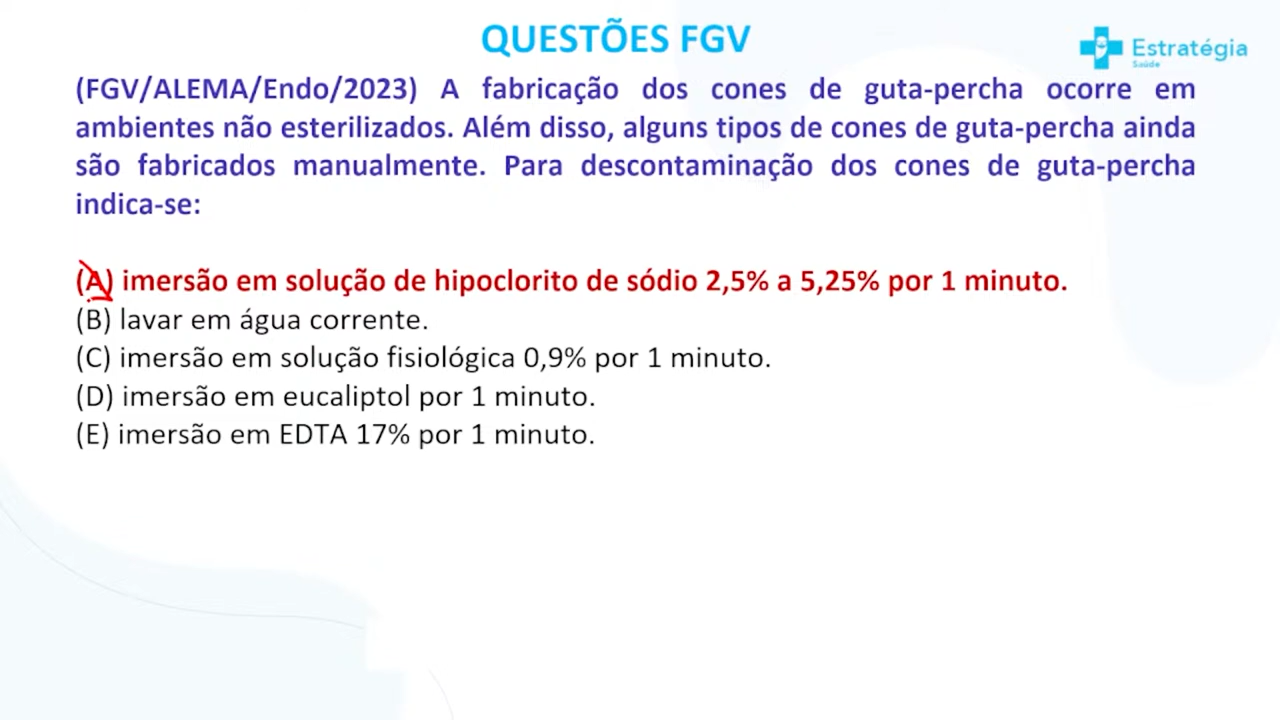 QUESTÕES FGV
Estratégia
Saúde
(FGV/ALEMA/Endo/2023) A fabricação dos cones de guta-percha ocorre em
ambientes não esterilizados. Além disso, alguns tipos de cones de guta-percha ainda
são fabricados manualmente. Para descontaminação dos cones de guta-percha
indica-se:
(A) imersão em solução de hipoclorito de sódio 2,5% a 5,25% por 1 minuto.
(B) lavar em água corrente.
(C) imersão em solução fisiológica 0,9% por 1 minuto.
(D) imersão em eucaliptol por 1 minuto.
(E) imersão em EDTA 17% por 1 minuto.